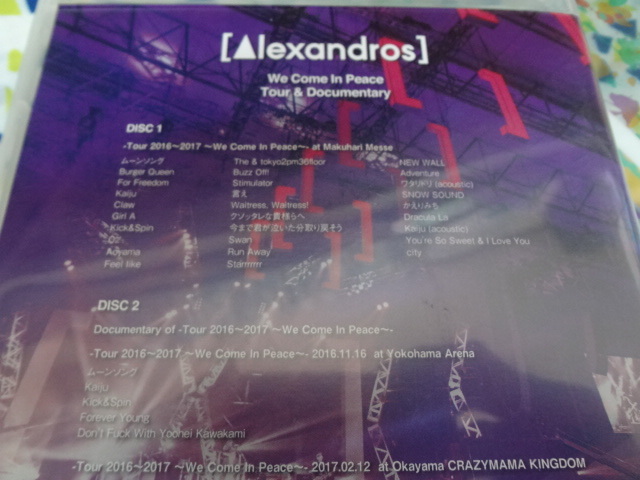 [Alexandros]
We Come In Peace
Tour & Documentary
DISC 1
-Tour 2016〜2017 〜We Come In Peace〜- at Makuhari Messe
ムーンソング
Burger Queen
For Freedom
Kaiju
Claw
Girl A
Kick&Spin
Oz
Aoyama
Feel like
The & tokyo2pm36floor
Buzz Off!
Stimulator
言え
Waitress, Waitress!
クソッタレな貴様らへ
今まで君が泣いた分取り戻そう
Swan
Run Away
Starrrrrrr
NEW WALL
Adventure
ワタリドリ (acoustic)
SNOW SOUND
かえりみち
Dracula La
Kaiju (acoustic)
You're So Sweet & I Love You
city
DISC 2
Documentary of -Tour 2016〜2017 〜We Come In Peace〜-
-Tour 2016〜2017 〜We Come In Peace〜- 2016.11.16 at Yokohama Arena
ムーンソング
Kaiju
Kick&Spin
Forever Young
Don't Fuck With Yoohei Kawakami
-Tour 2016〜2017 〜We Come In Peace〜- 2017.02.12 at Okayama CRAZYMAMA KINGDOM